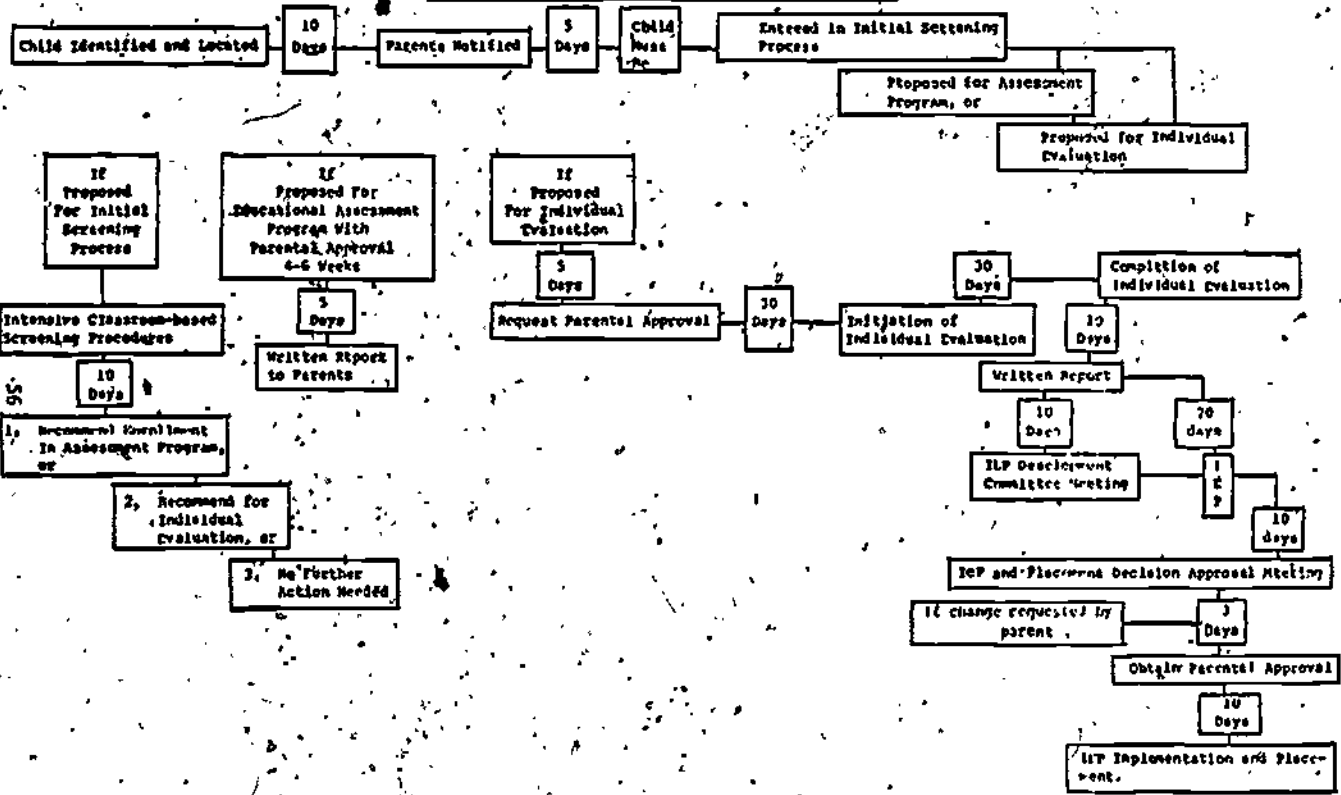 Child Identified and Located
10
Days
Parents Notified
5
Days
Child
Must
Be
Entered in Initial Screening
Process
Proposed for Assessment
Program, or
Proposed for Individual
Evaluation
If
Proposed
For Initial
Screening
Process
If
Proposed For
Educational Assessment
Program With
Parental Approval
4-6 Weeks
If
Proposed
For Individual
Evaluation
5
Days
Request Parental Approval
30
Days
Initiation of
Individual Evaluation
30
Days
Completion of
Individual Evaluation
Days
Written Report
10
Days
20
days
IEP Development
Committee Meeting
I
E
P
10
days
IEP and Placement Decision Approval Meeting
If change requested by
parent
3
Days
Obtain Parental Approval
10
Days
IEP Implementation and Place-
ment.
Intensive Classroom-based
Screening Procedures
10
Days
1. Recommend Enrollment
In Assessment Program,
or
2. Recommend for
Individual
Evaluation, or
3. No Further
Action Needed
5
Days
Written Report
to Parents
56